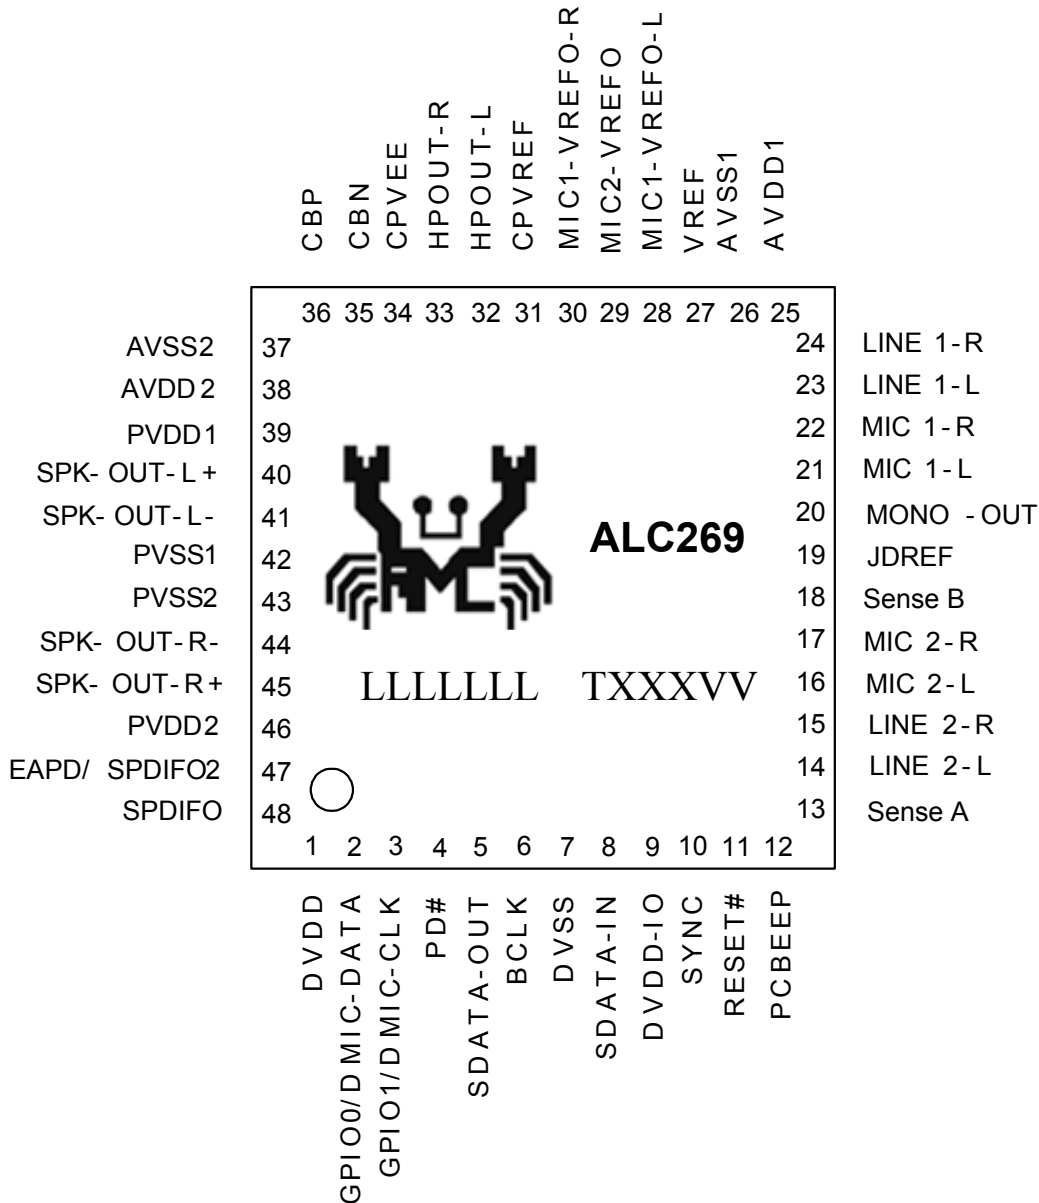 CBP
CBN
CPVEE
HPOUT-R
HPOUT-L
CPVREF
MIC1-VREFO-R
MIC2-VREFO
MIC1-VREFO-L
VREF
AVSS1
AVDD1
36 35 34 33 32 31 30 29 28 27 26 25
AVSS2 37
AVDD2 38
PVDD1 39
SPK-OUT-L+ 40
SPK-OUT-L- 41
PVSS1 42
PVSS2 43
SPK-OUT-R- 44
SPK-OUT-R+ 45
PVDD2 46
EAPD/ SPDIFO2 47
SPDIFO 48
AMC
ALC269
LLLLLLL TXXXVV
24 LINE 1-R
23 LINE 1-L
22 MIC 1-R
21 MIC 1-L
20 MONO -OUT
19 JDREF
18 Sense B
17 MIC 2-R
16 MIC 2-L
15 LINE 2-R
14 LINE 2-L
13 Sense A
1 2 3 4 5 6 7 8 9 10 11 12
DVDD
GPIO0/DMIC-DATA
GPIO1/DMIC-CLK
PD#
SDATA-OUT
BCLK
DVSS
SDATA-IN
DVDD-IO
SYNC
RESET#
PCBEEP